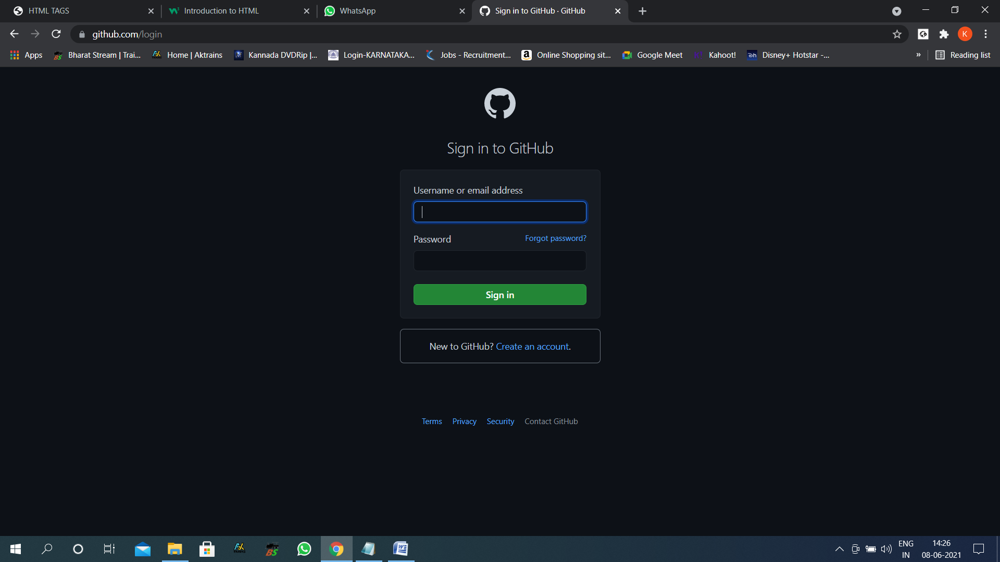 HTML TAGS
Introduction to HTML
WhatsApp
Sign in to GitHub · GitHub
github.com/login
K
Apps
Bharat Stream | Trai...
Home | Aktrains
Kannada DVDRip |...
Login-KARNATAKA...
Jobs - Recruitment...
Online Shopping sit...
Google Meet
Kahoot!
Disney+ Hotstar -...
»
Reading list
Sign in to GitHub
Username or email address
Password
Forgot password?
Sign in
New to GitHub? Create an account.
Terms Privacy Security Contact GitHub
BS
ENG
IN
14:26
08-06-2021